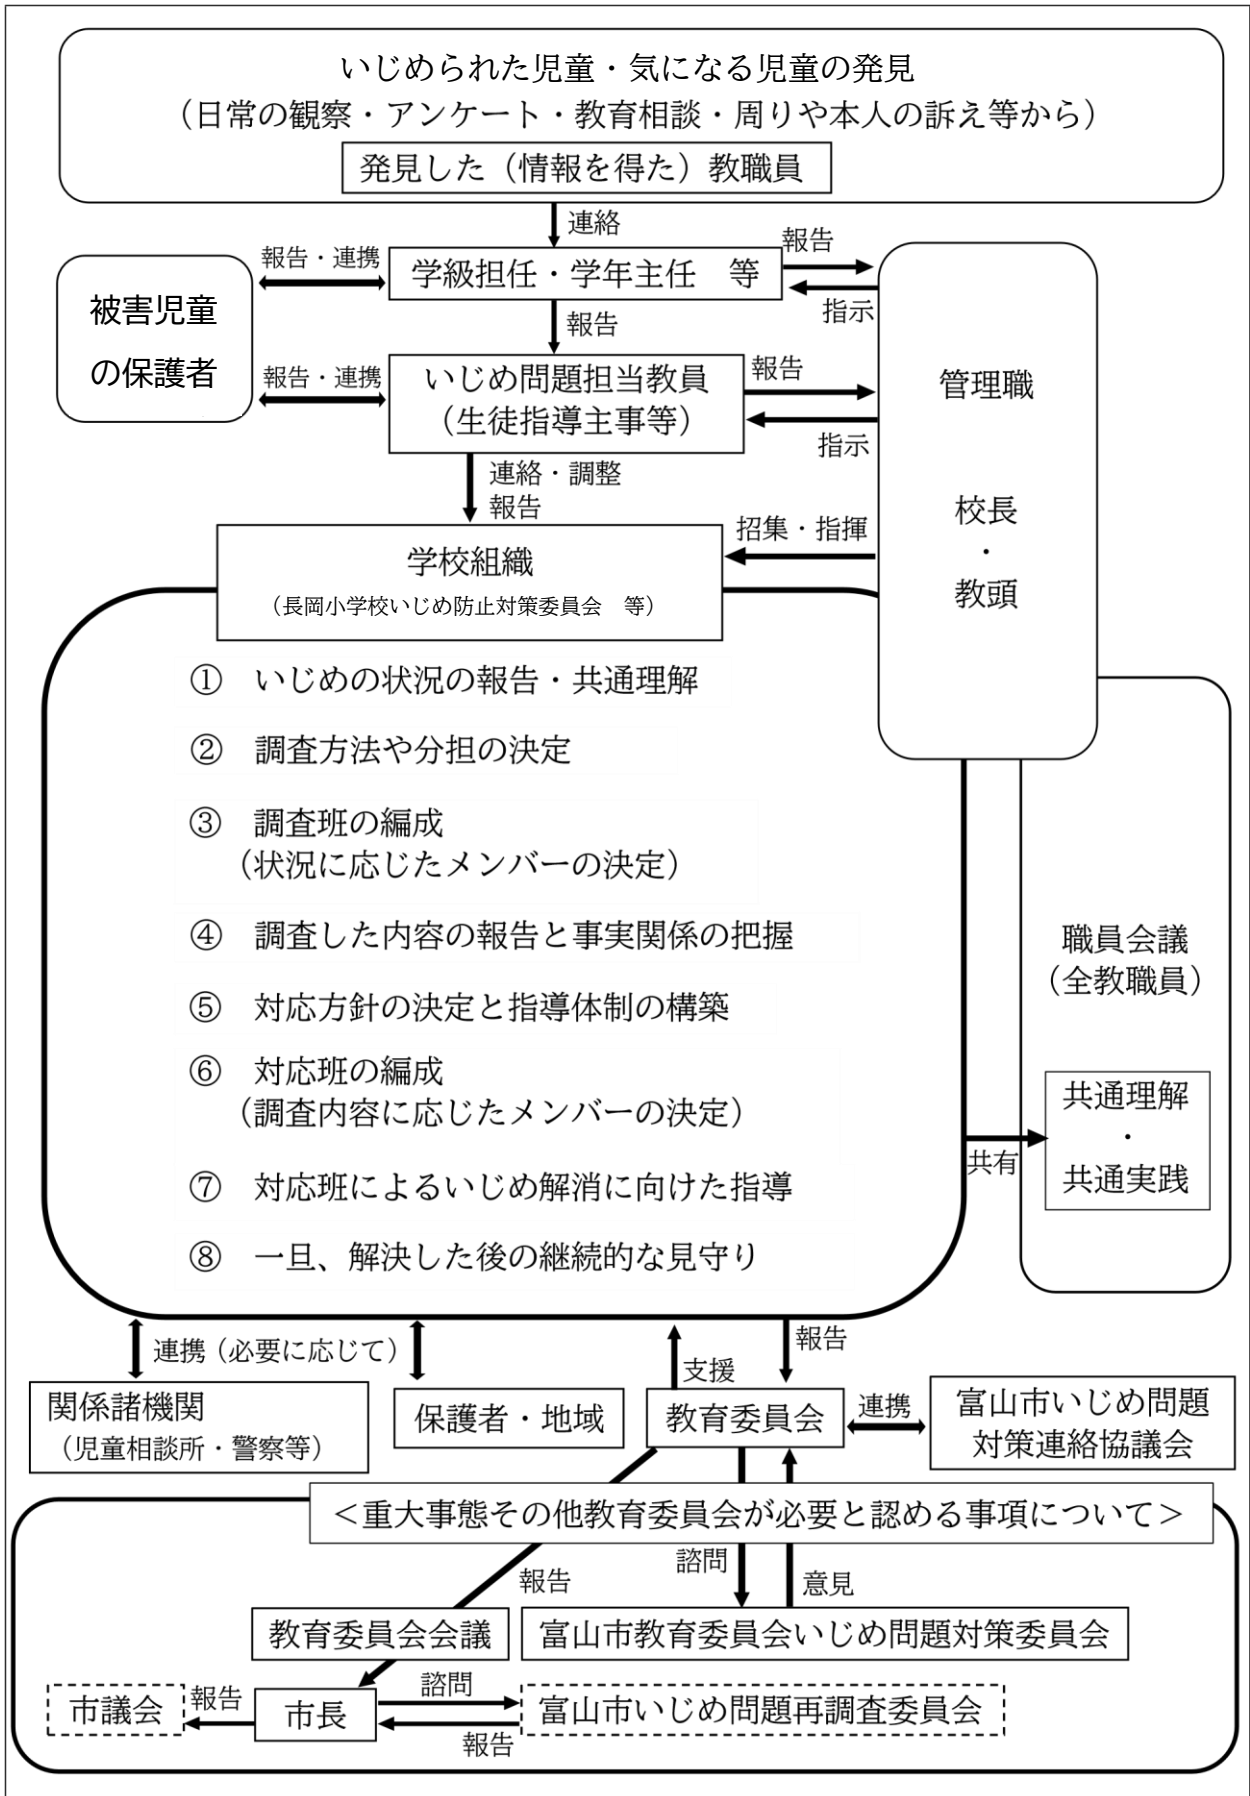 いじめられた児童・気になる児童の発見
（日常の観察・アンケート・教育相談・周りや本人の訴え等から）
発見した（情報を得た）教職員
連絡
報告・連携
学級担任・学年主任　等
報告
指示
被害児童
の保護者
報告
報告・連携
いじめ問題担当教員
（生徒指導主事等）
報告
指示
管理職
校長
・
教頭
連絡・調整
報告
招集・指揮
学校組織
（長岡小学校いじめ防止対策委員会　等）
①　いじめの状況の報告・共通理解
②　調査方法や分担の決定
③　調査班の編成
（状況に応じたメンバーの決定）
④　調査した内容の報告と事実関係の把握
⑤　対応方針の決定と指導体制の構築
⑥　対応班の編成
（調査内容に応じたメンバーの決定）
⑦　対応班によるいじめ解消に向けた指導
⑧　一旦、解決した後の継続的な見守り
職員会議
（全教職員）
共有
共通理解
・
共通実践
連携（必要に応じて）
支援
報告
関係諸機関
（児童相談所・警察等）
保護者・地域
教育委員会
連携
富山市いじめ問題
対策連絡協議会
＜重大事態その他教育委員会が必要と認める事項について＞
報告
諮問
意見
教育委員会会議
富山市教育委員会いじめ問題対策委員会
市議会
報告
市長
諮問
報告
富山市いじめ問題再調査委員会